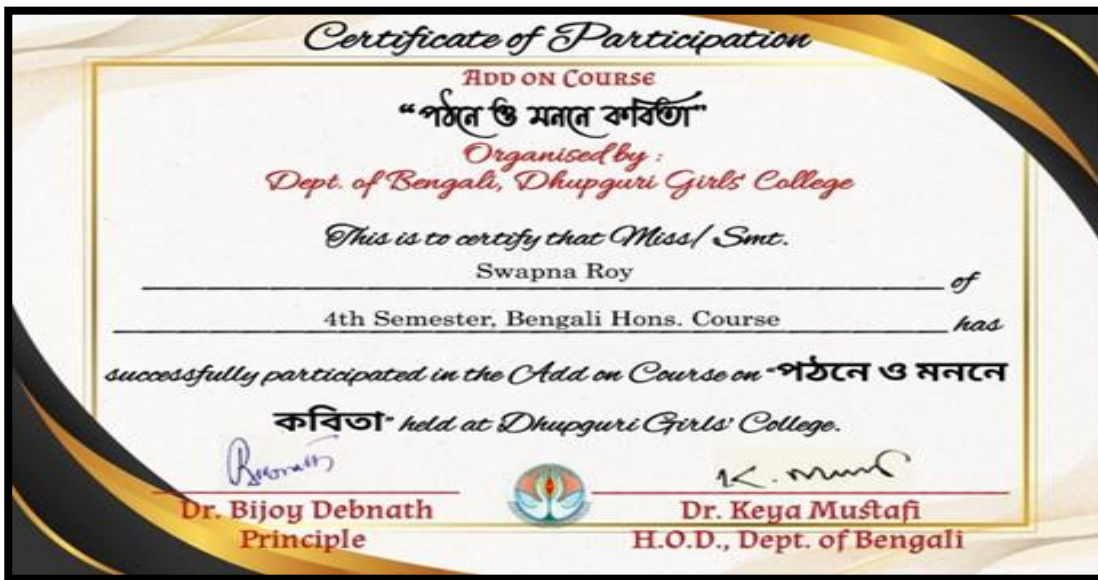 Certificate of Participation
ADD ON COURSE
"পঠনে ও মননে কবিতা"
Organised by :
Dept. of Bengali, Dhupguri Girls' College
This is to certify that Miss/ Smt.
Swapna Roy
of
4th Semester, Bengali Hons. Course
has
successfully participated in the Add on Course on "পঠনে ও মননে
কবিতা" held at Dhupguri Girls' College.
K. Mus
Dr. Bijoy Debnath
Dr. Keya Mustafi
Principle
H.O.D., Dept. of Bengali